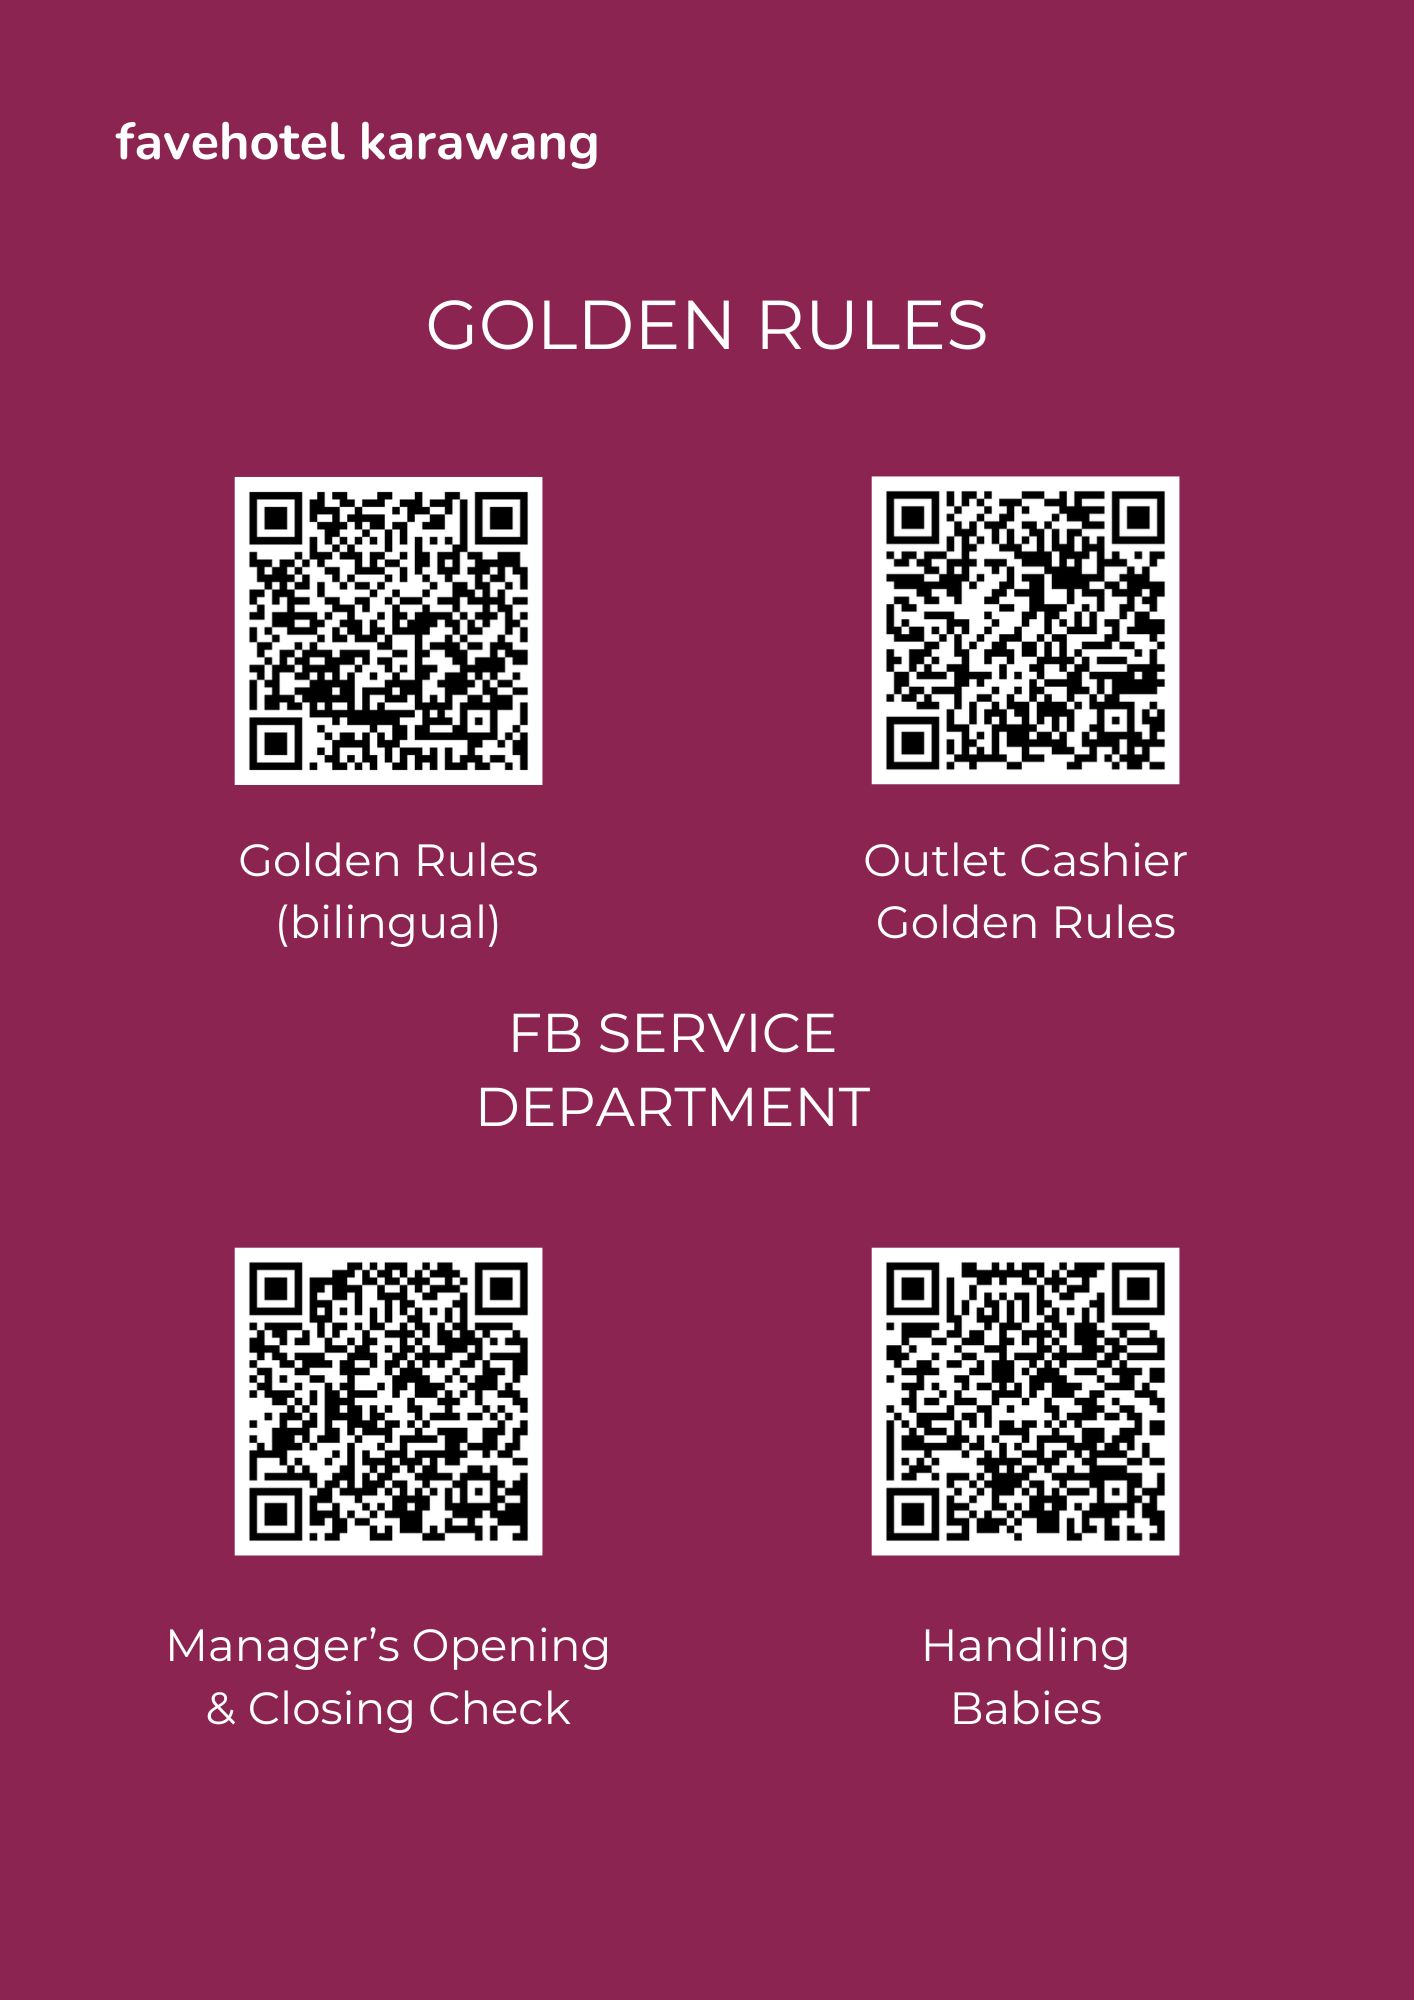 favehotel karawang
GOLDEN RULES
Golden Rules
(bilingual)
Outlet Cashier
Golden Rules
FB SERVICE
DEPARTMENT
Manager’s Opening
& Closing Check
Handling
Babies